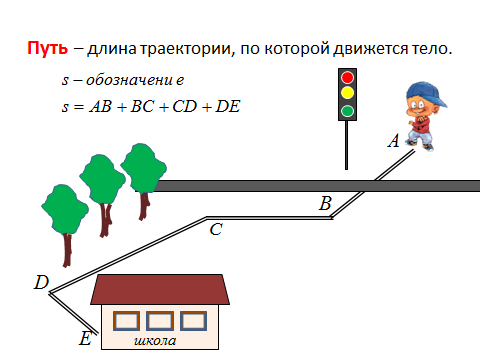 Путь – длина траектории, по которой движется тело.
s – обозначени е
s = AB + BC + CD + DE
A
B
C
D
E
школа